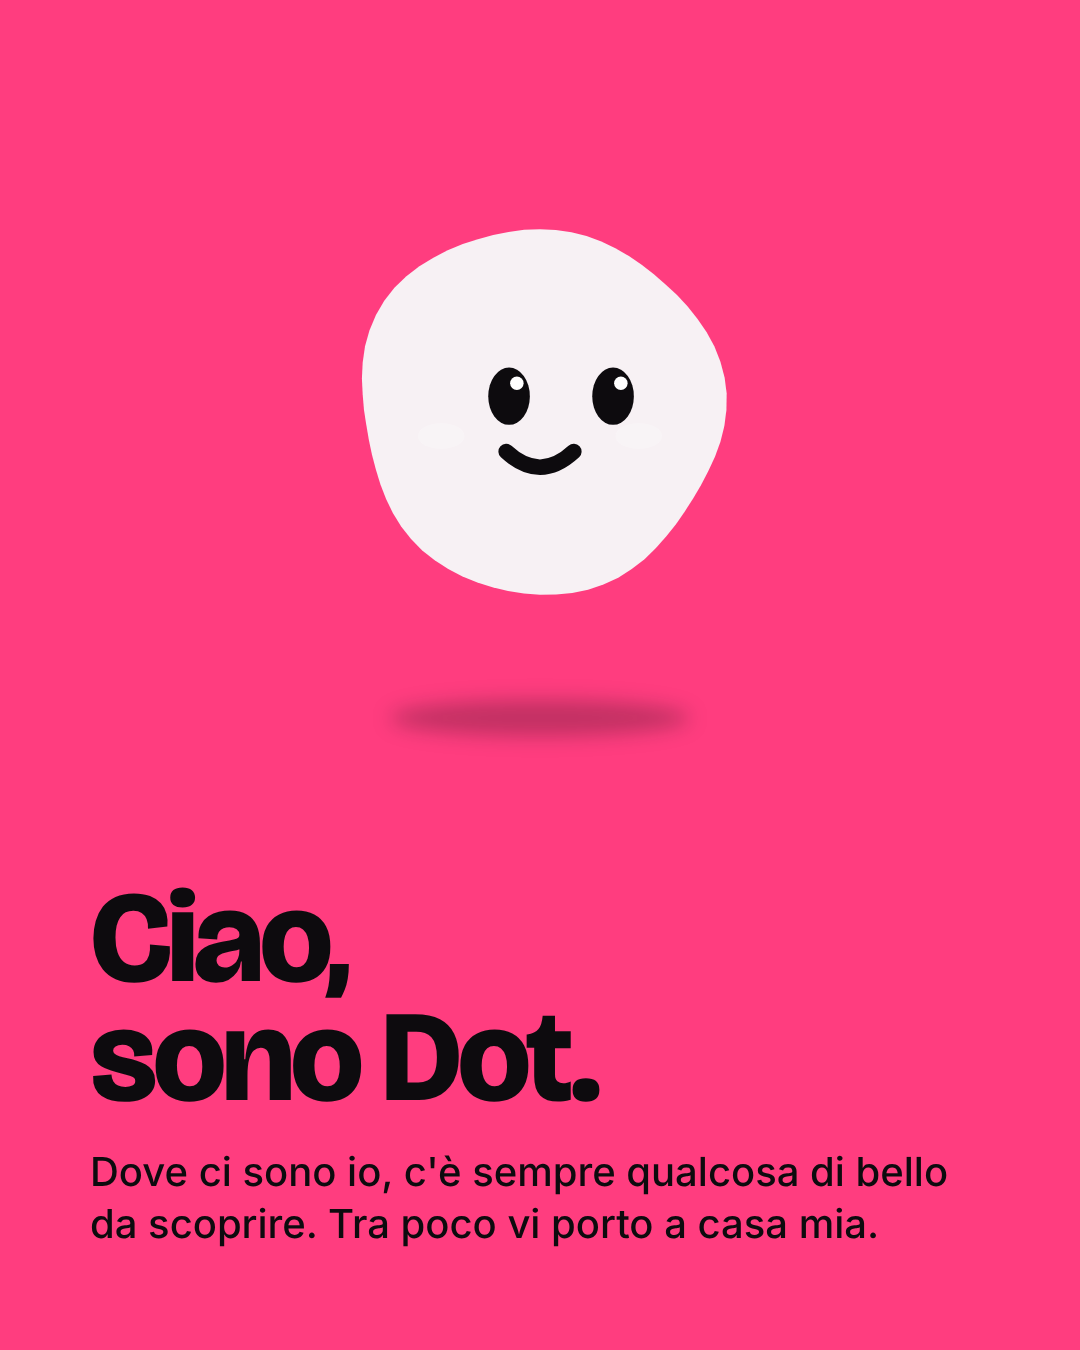 Ciao,
sono Dot.
Dove ci sono io, c'è sempre qualcosa di bello
da scoprire. Tra poco vi porto a casa mia.